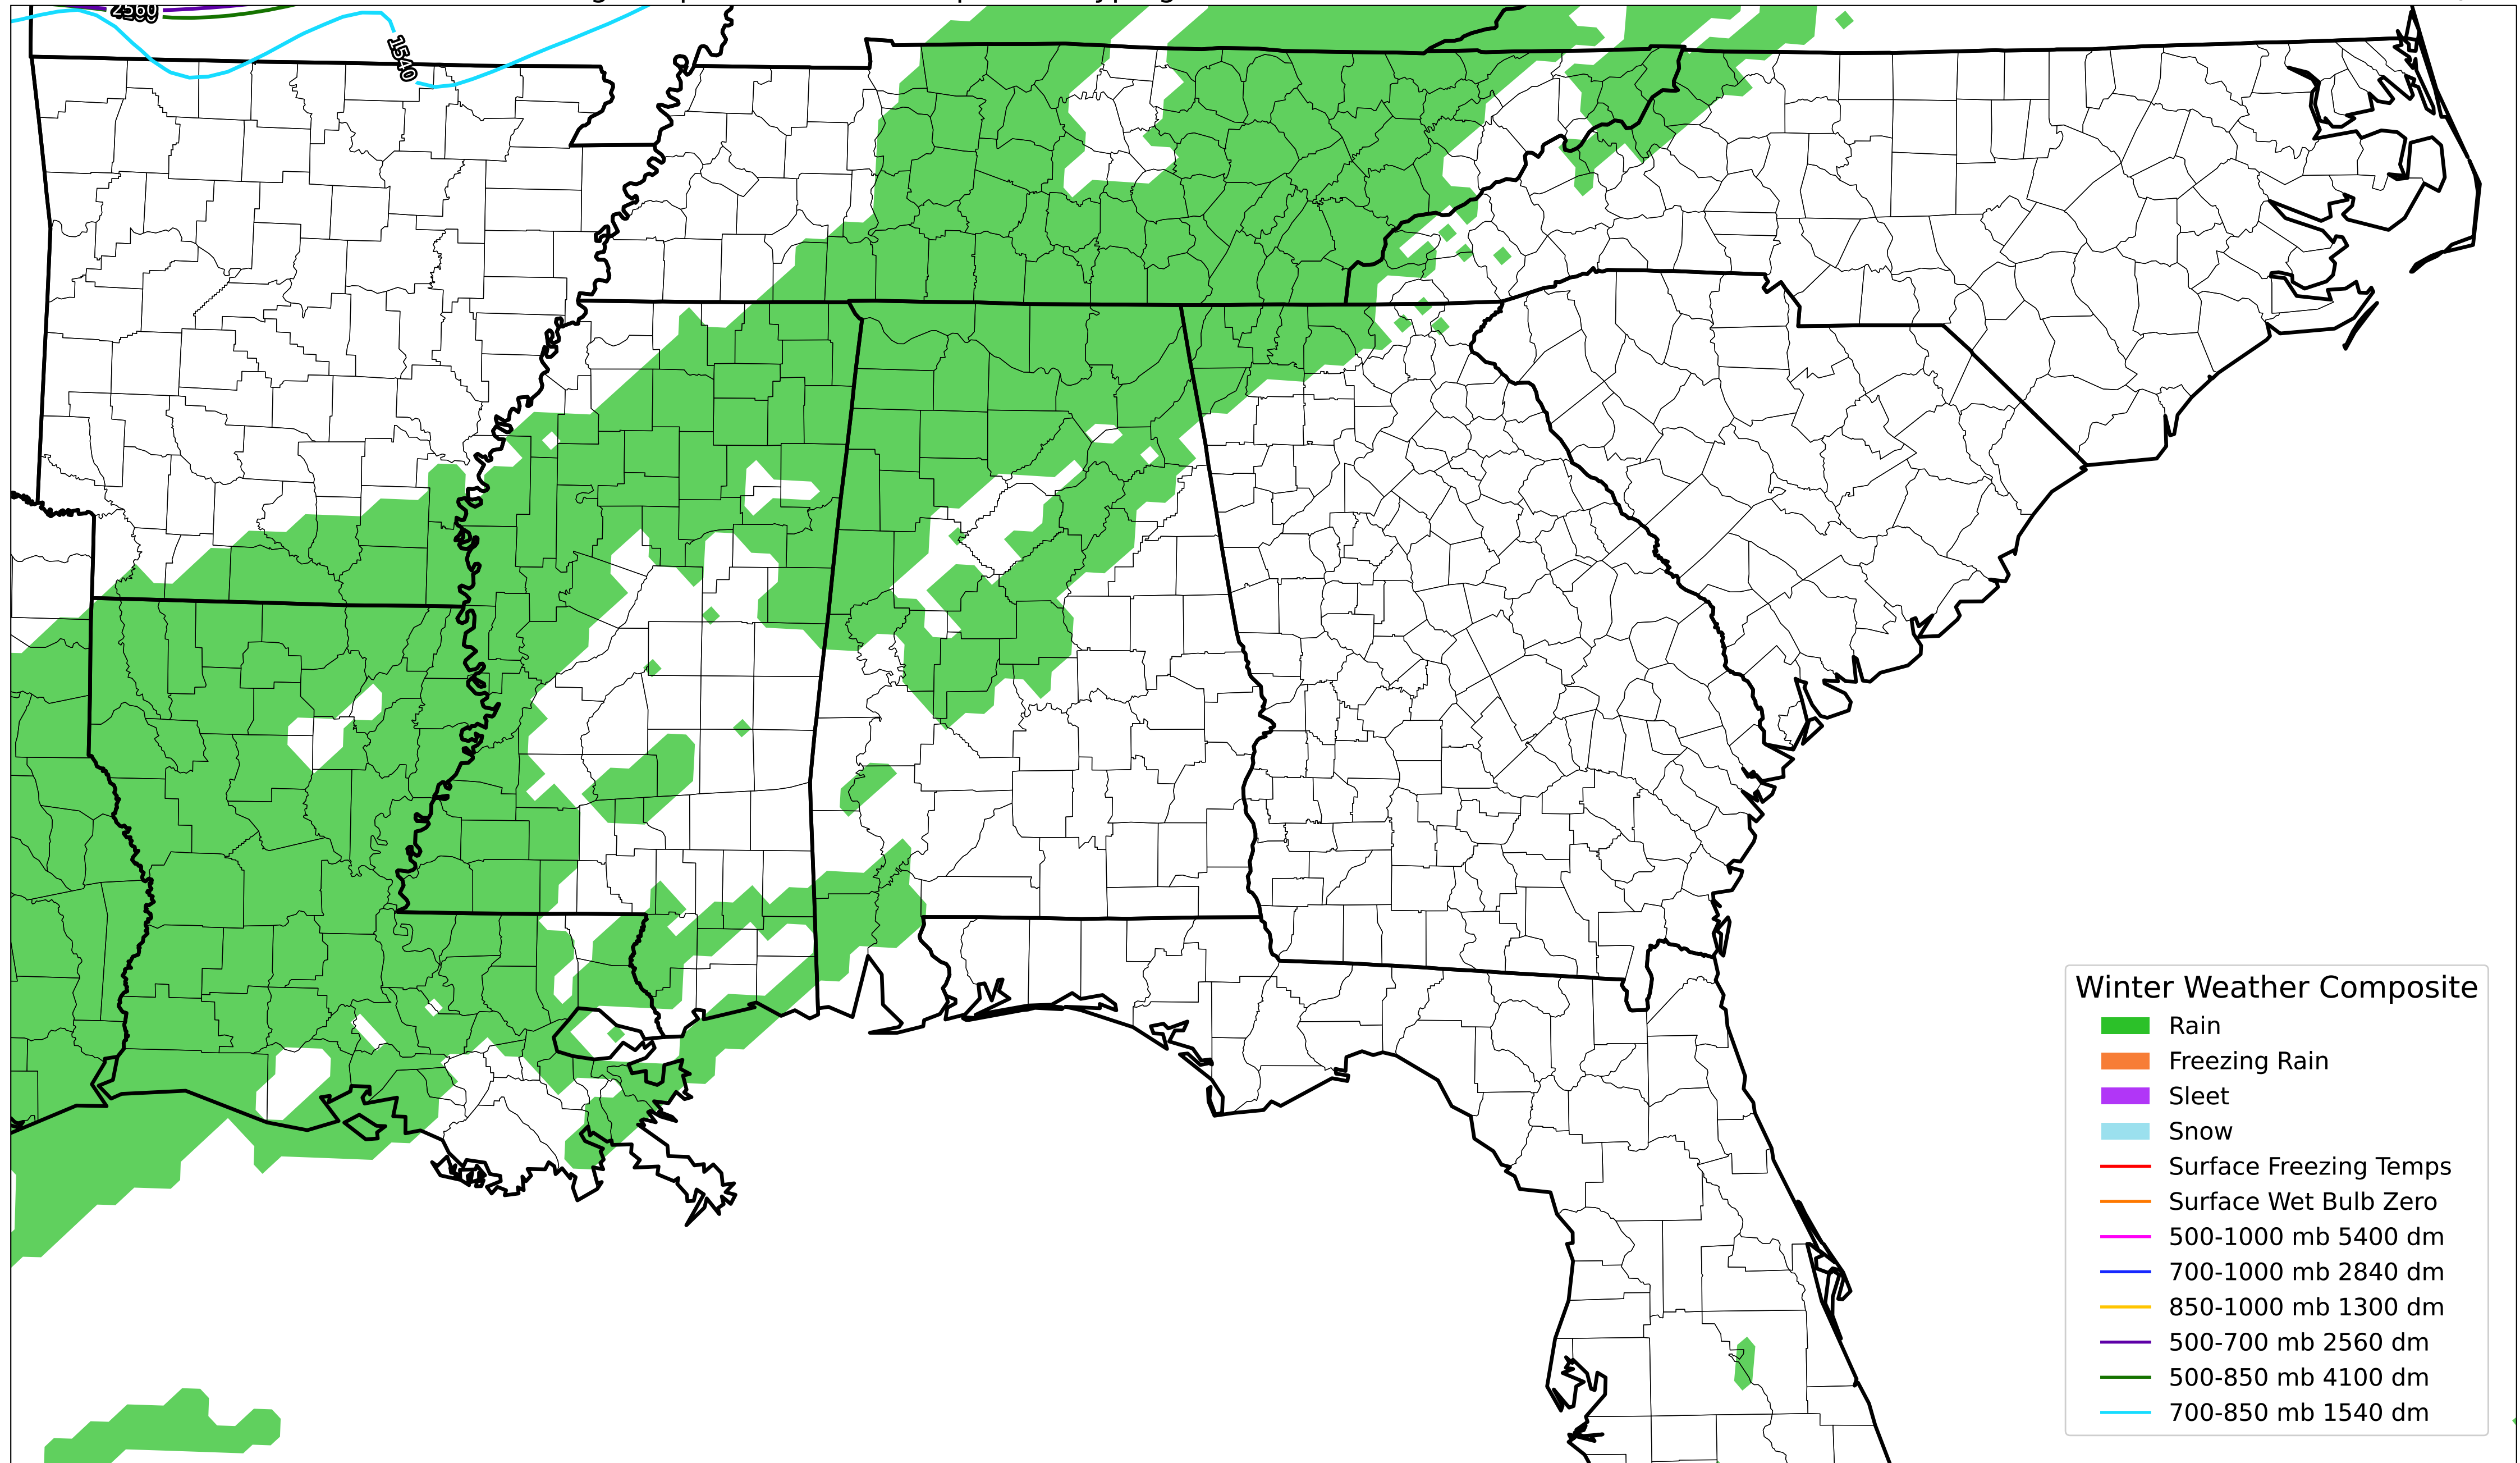 2560
1540
Winter Weather Composite
Rain
Freezing Rain
Sleet
Snow
Surface Freezing Temps
Surface Wet Bulb Zero
500-1000 mb 5400 dm
700-1000 mb 2840 dm
850-1000 mb 1300 dm
500-700 mb 2560 dm
500-850 mb 4100 dm
700-850 mb 1540 dm